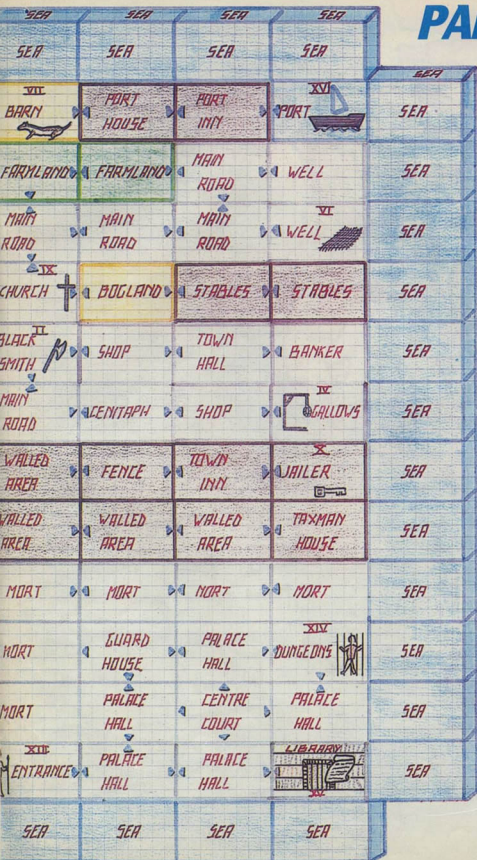 PA
SEA SEA SEA SEA
SEA SEA SEA SEA
SEA
VII XV
BARN PORT HOUSE PORT INN PORT SEA
FARMLAND FARMLAND MAIN ROAD WELL SEA
VI
MAIN ROAD MAIN ROAD MAIN ROAD WELL SEA
IX
CHURCH BOGLAND STABLES STABLES SEA
II
BLACK SMITH SHOP TOWN HALL BANKER SEA
IV
MAIN ROAD CENITAPH SHOP GALLOWS SEA
X
WALLED AREA FENCE TOWN INN JAILER SEA
WALLED AREA WALLED AREA WALLED AREA TAXMAN HOUSE SEA
MORT MORT NORT MORT SEA
XIV
MORT GUARD HOUSE PALACE HALL DUNGEONS SEA
MORT PALACE HALL CENTRE COURT PALACE HALL SEA
XIII LIBRARY
ENTRANCE PALACE HALL PALACE HALL SEA
SEA SEA SEA SEA